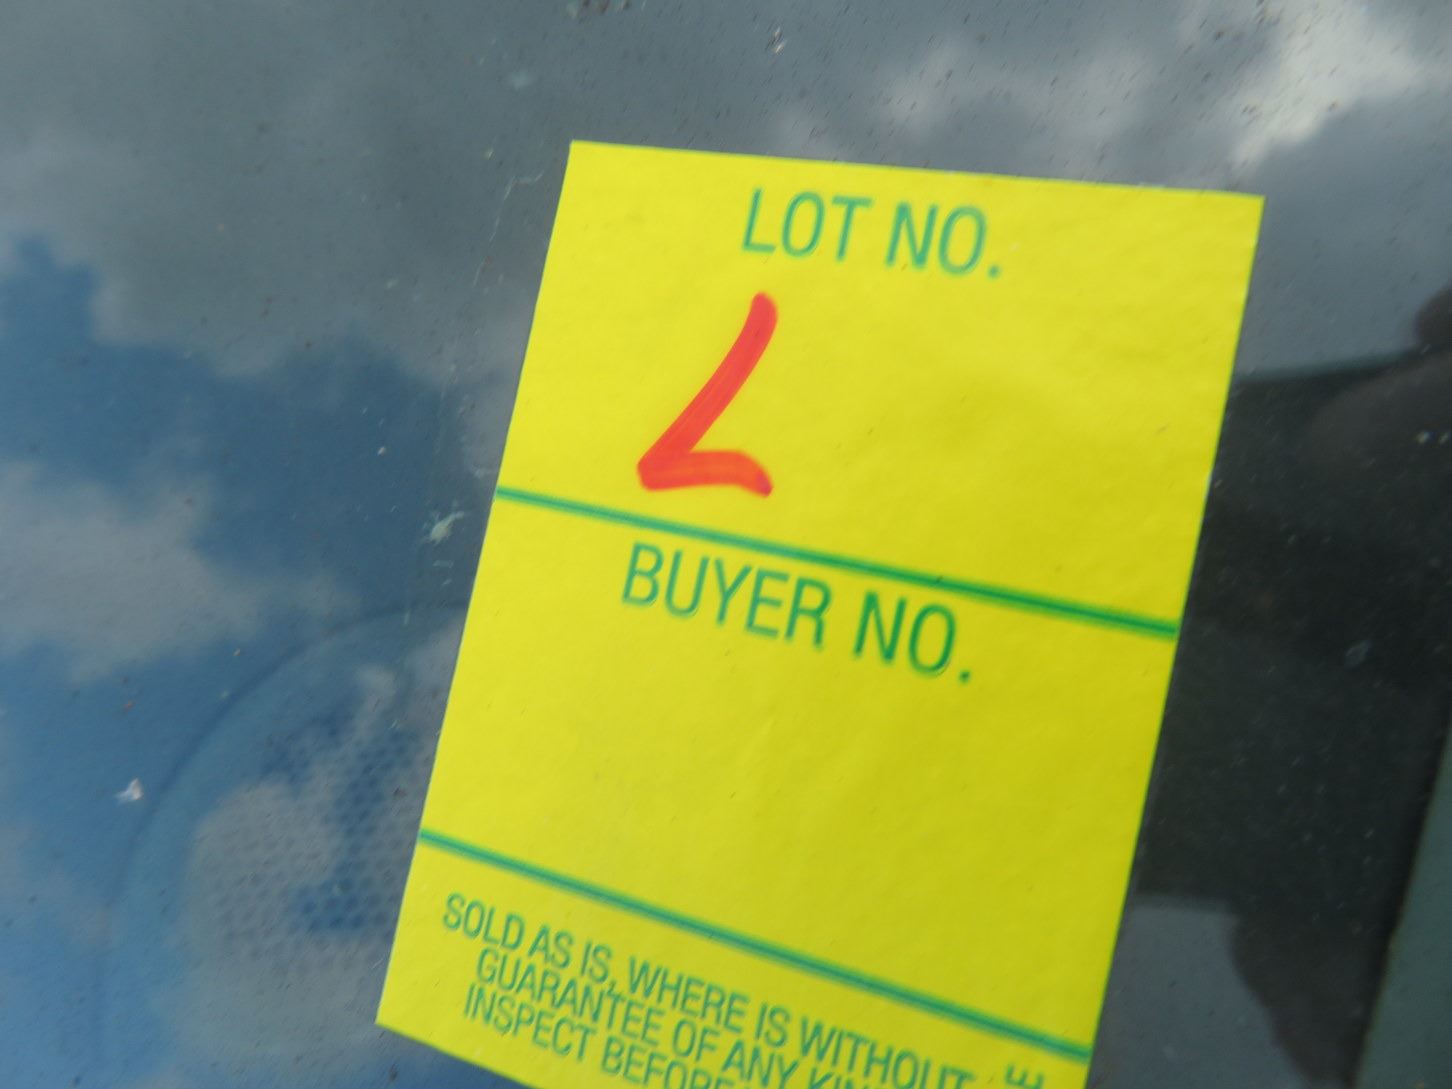 LOT NO.
L
BUYER NO.
SOLD AS IS, WHERE IS WITHOUT
GUARANTEE OF ANY
INSPECT